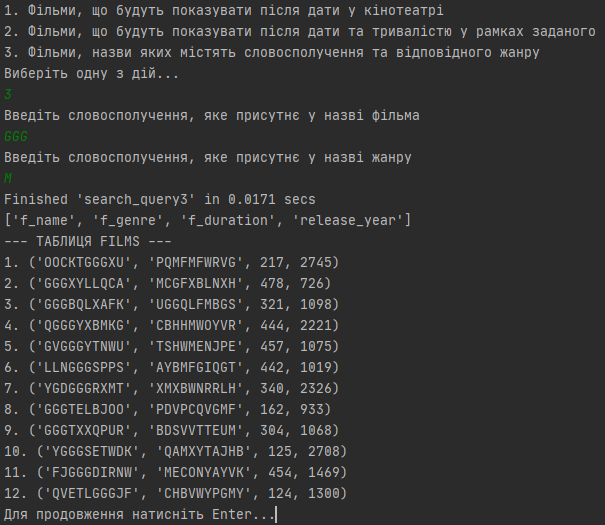 1. Фільми, що будуть показувати після дати у кінотеатрі
2. Фільми, що будуть показувати після дати та тривалістю у рамках заданого
3. Фільми, назви яких містять словосполучення та відповідного жанру
Виберіть одну з дій...
3
Введіть словосполучення, яке присутнє у назві фільма
GGG
Введіть словосполучення, яке присутнє у назві жанру
M
Finished 'search_query3' in 0.0171 secs
['f_name', 'f_genre', 'f_duration', 'release_year']
--- ТАБЛИЦЯ FILMS ---
1. ('OOCKTGGGXU', 'PQMFMFWRVG', 217, 2745)
2. ('GGGXYLLQCA', 'MCGFXBLNXH', 478, 726)
3. ('GGGBQLXAFK', 'UGGQLFMBGS', 321, 1098)
4. ('QGGGYXBMKG', 'CBHHMWOYVR', 444, 2221)
5. ('GVGGGYTNWU', 'TSHWMENJPE', 457, 1075)
6. ('LLNGGGSPPS', 'AYBMFGIQGT', 442, 1019)
7. ('YGDGGGRXMT', 'XMXBWNRRLH', 340, 2326)
8. ('GGGTELBJOO', 'PDVPCQVGMF', 162, 933)
9. ('GGGTXXQPUR', 'BDSVVTTEUM', 304, 1068)
10. ('YGGGSETWDK', 'QAMXYTAJHB', 125, 2708)
11. ('FJGGGDIRNW', 'MECONYAYVK', 454, 1469)
12. ('QVETLGGGJF', 'CHBVWYPGMY', 124, 1300)
Для продовження натисніть Enter...